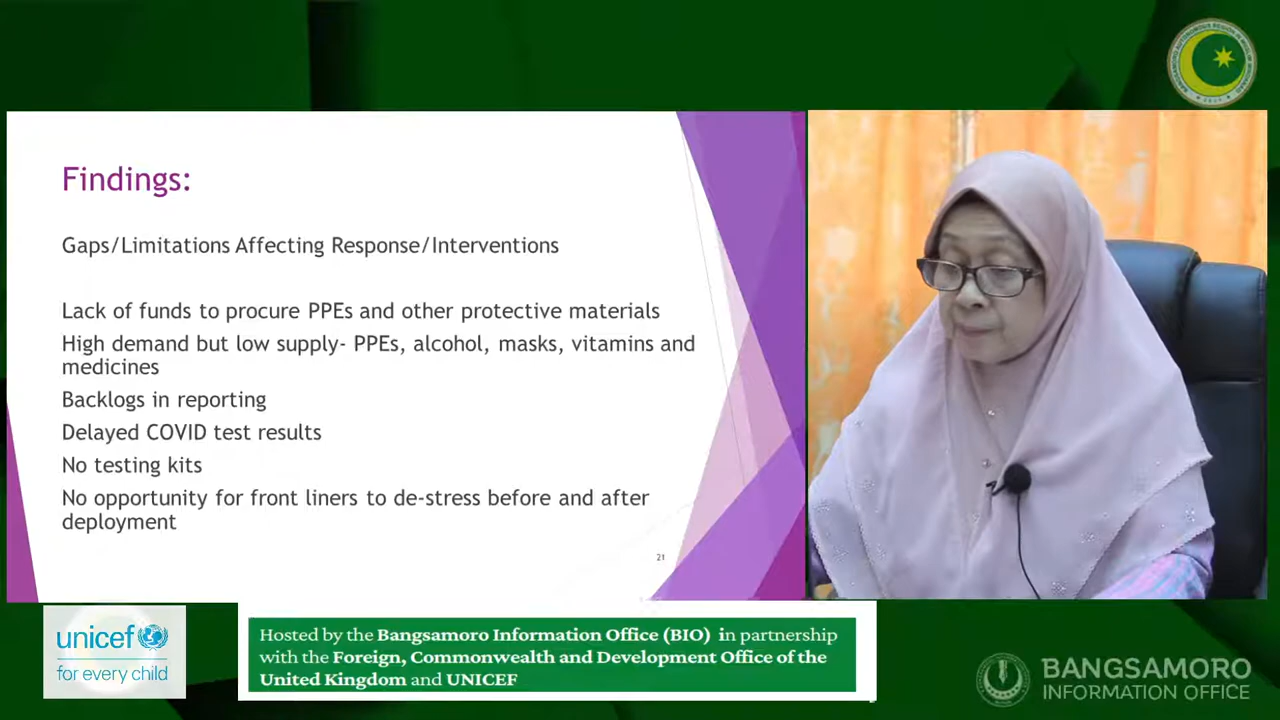 Findings:
Gaps/Limitations Affecting Response/Interventions
Lack of funds to procure PPEs and other protective materials
High demand but low supply- PPEs, alcohol, masks, vitamins and
medicines
Backlogs in reporting
Delayed COVID test results
No testing kits
No opportunity for front liners to de-stress before and after
deployment
21
unicef
for every child
Hosted by the Bangsamoro Information Office (BIO) in partnership
with the Foreign, Commonwealth and Development Office of the
United Kingdom and UNICEF
BANGSAMORO
INFORMATION OFFICE